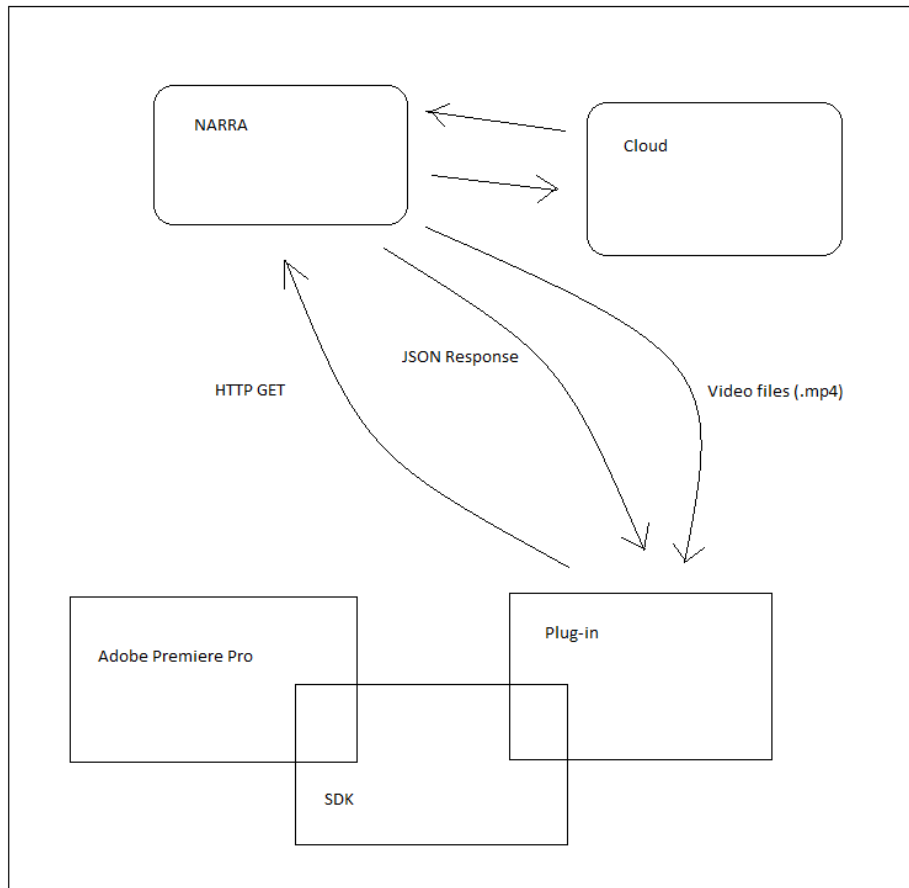 NARRA
Cloud
JSON Response
HTTP GET
Video files (.mp4)
Plug-in
Adobe Premiere Pro
SDK